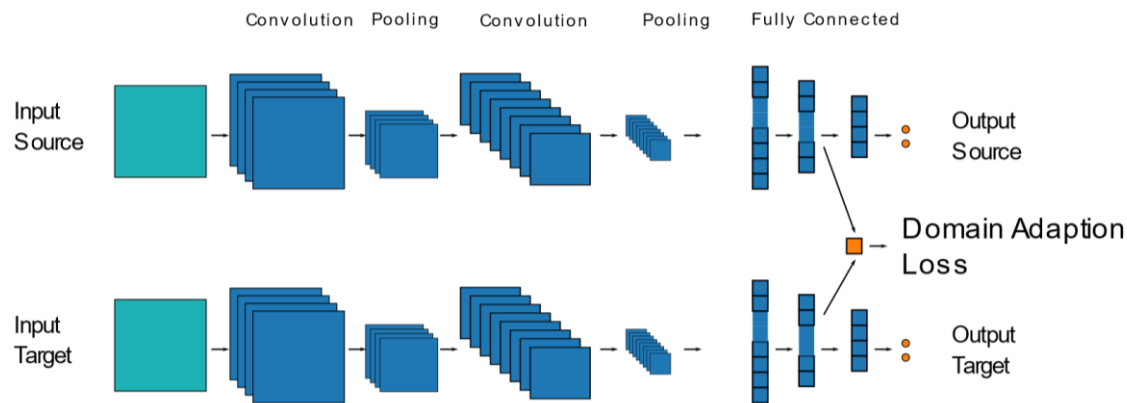 Convolution Pooling Convolution Pooling Fully Connected
Input
Source
Output
Source
Domain Adaption
Loss
Input
Target
Output
Target